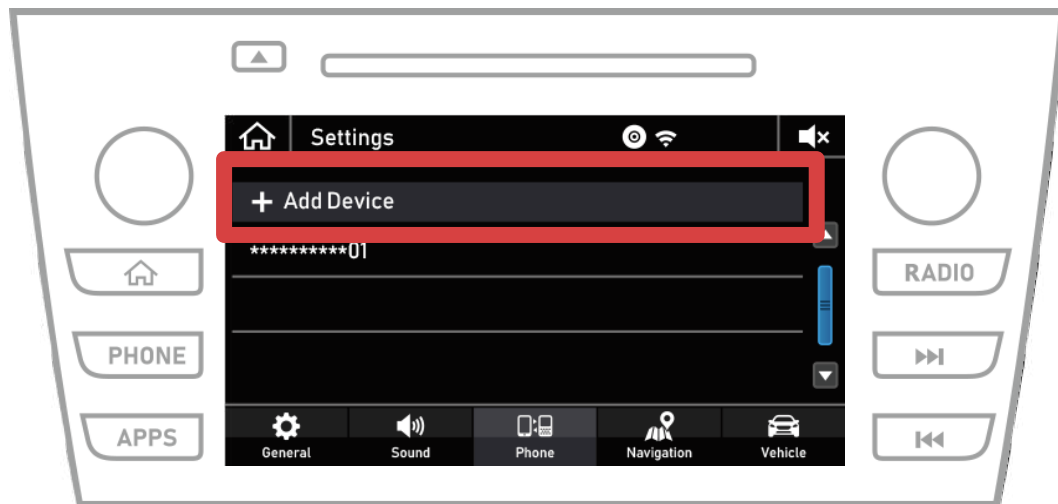 Settings
+ Add Device
**********01
RADIO
PHONE
APPS
General Sound Phone Navigation Vehicle